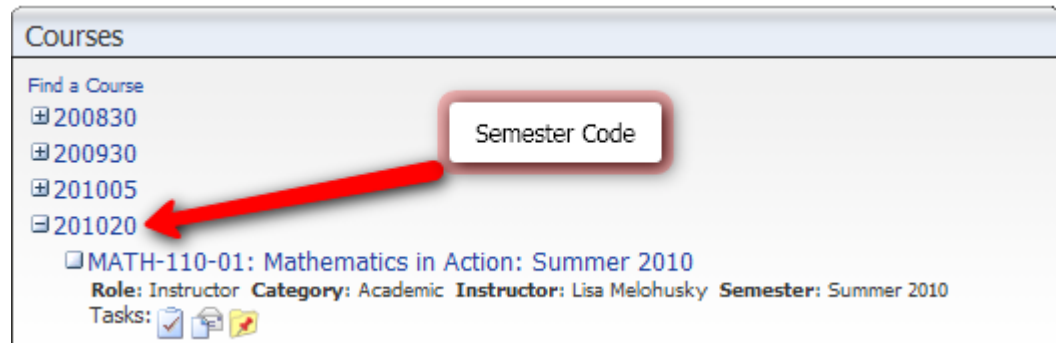 Courses
Find a Course
200830
Semester Code
200930
201005
201020
MATH-110-01: Mathematics in Action: Summer 2010
Role: Instructor Category: Academic Instructor: Lisa Melohusky Semester: Summer 2010
Tasks: